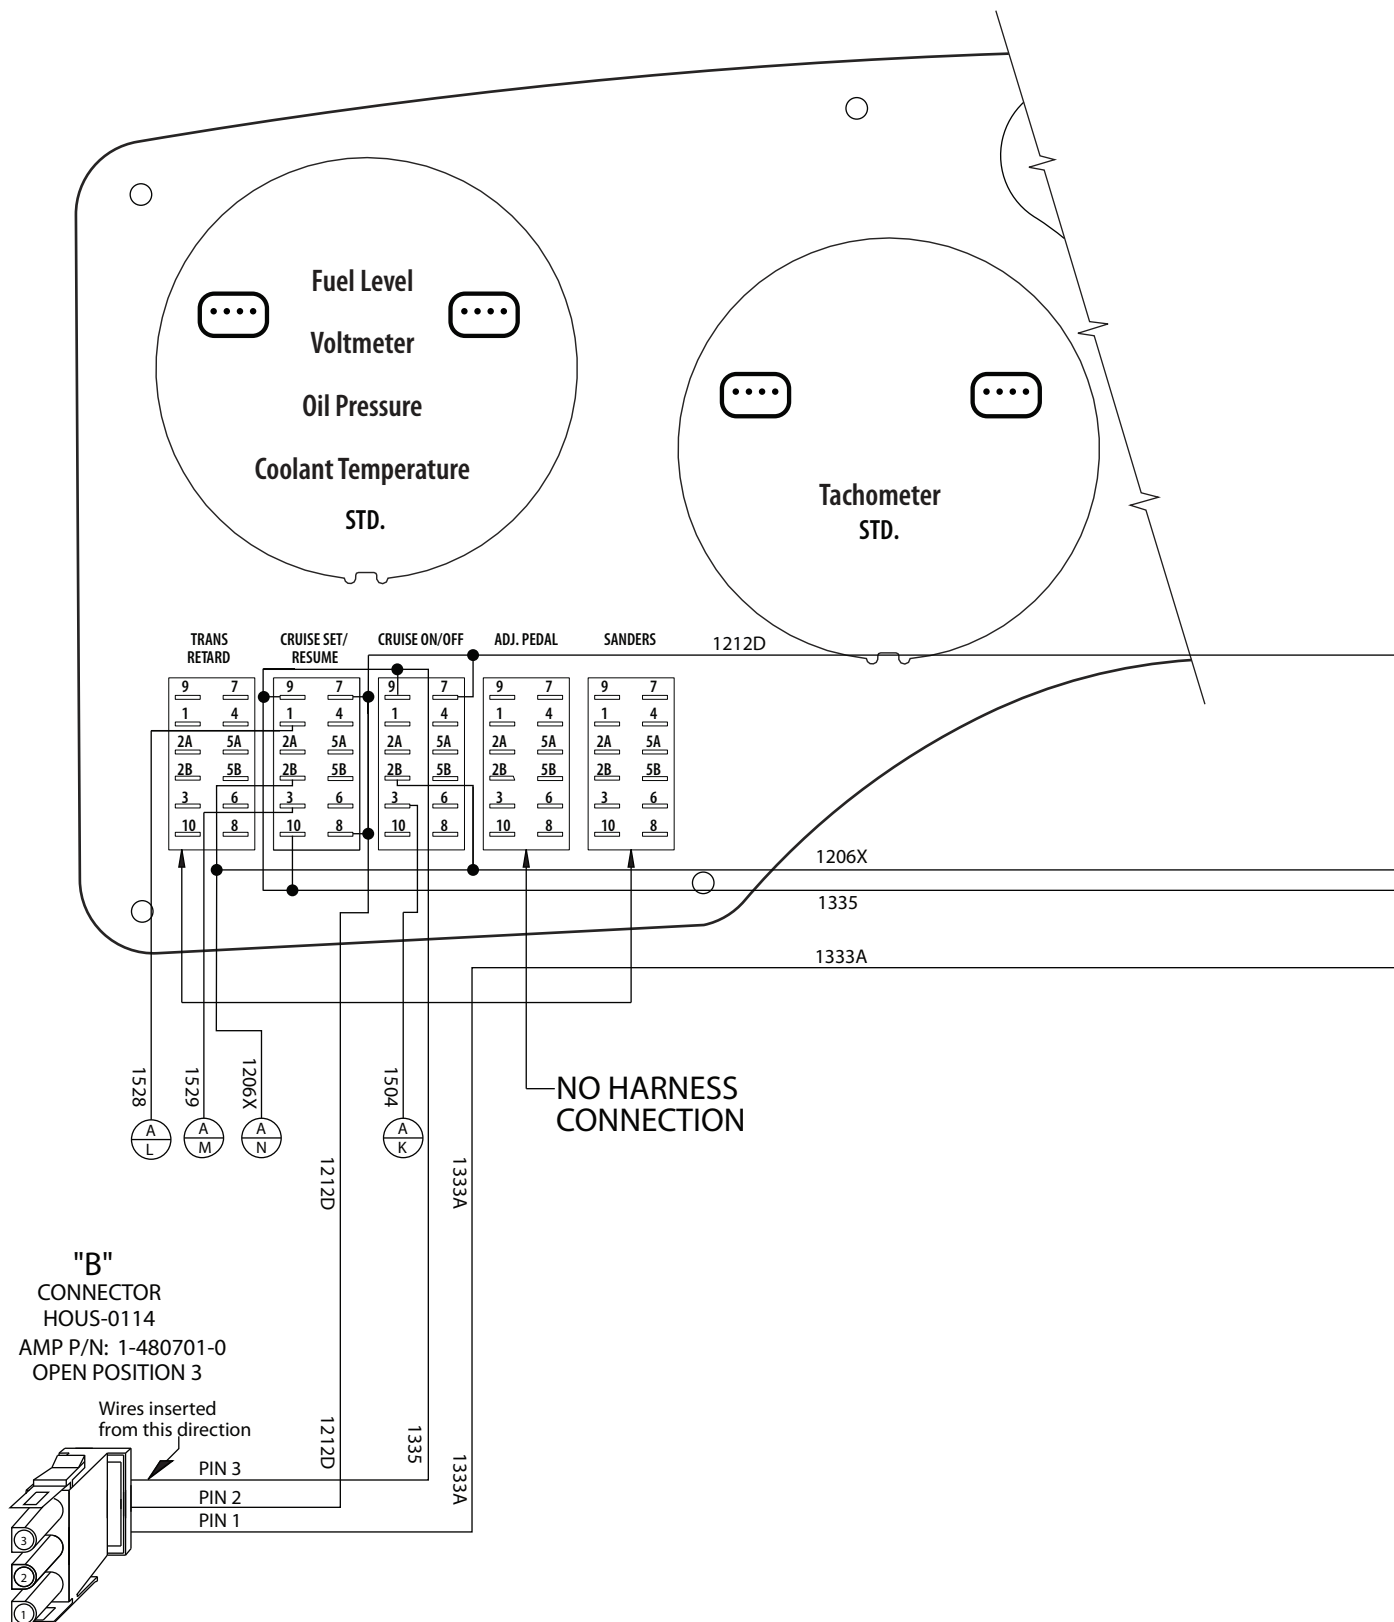 Fuel Level
Voltmeter
Oil Pressure
Coolant Temperature
STD.
Tachometer
STD.
TRANS
RETARD
CRUISE SET/
RESUME
CRUISE ON/OFF
ADJ. PEDAL
SANDERS
1212D
9 7 9 7 9 7 9 7 9 7
1 4 1 4 1 4 1 4 1 4
2A 5A 2A 5A 2A 5A 2A 5A 2A 5A
2B 5B 2B 5B 2B 5B 2B 5B 2B 5B
3 6 3 6 3 6 3 6 3 6
10 8 10 8 10 8 10 8 10 8
1206X
1335
1333A
1528
1529
1206X
1504
A
L
A
M
A
N
A
K
NO HARNESS
CONNECTION
1212D
1333A
"B"
CONNECTOR
HOUS-0114
AMP P/N: 1-480701-0
OPEN POSITION 3
Wires inserted
from this direction
1212D
1335
1333A
PIN 3
PIN 2
PIN 1
3
2
1